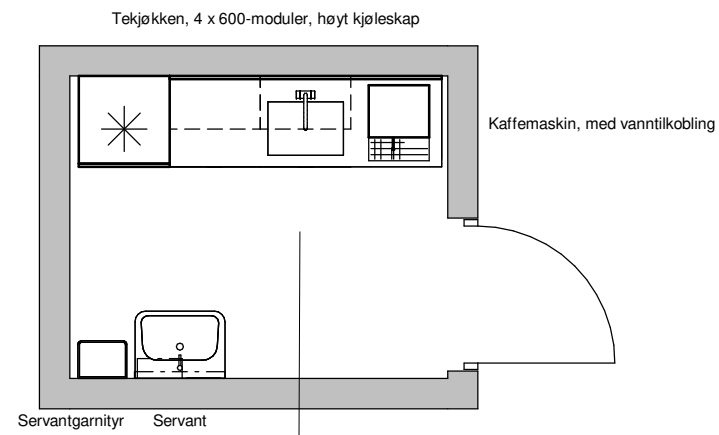 Tekjøkken, 4 x 600-moduler, høyt kjøleskap
Kaffemaskin, med vanntilkobling
Servantgarnityr
Servant